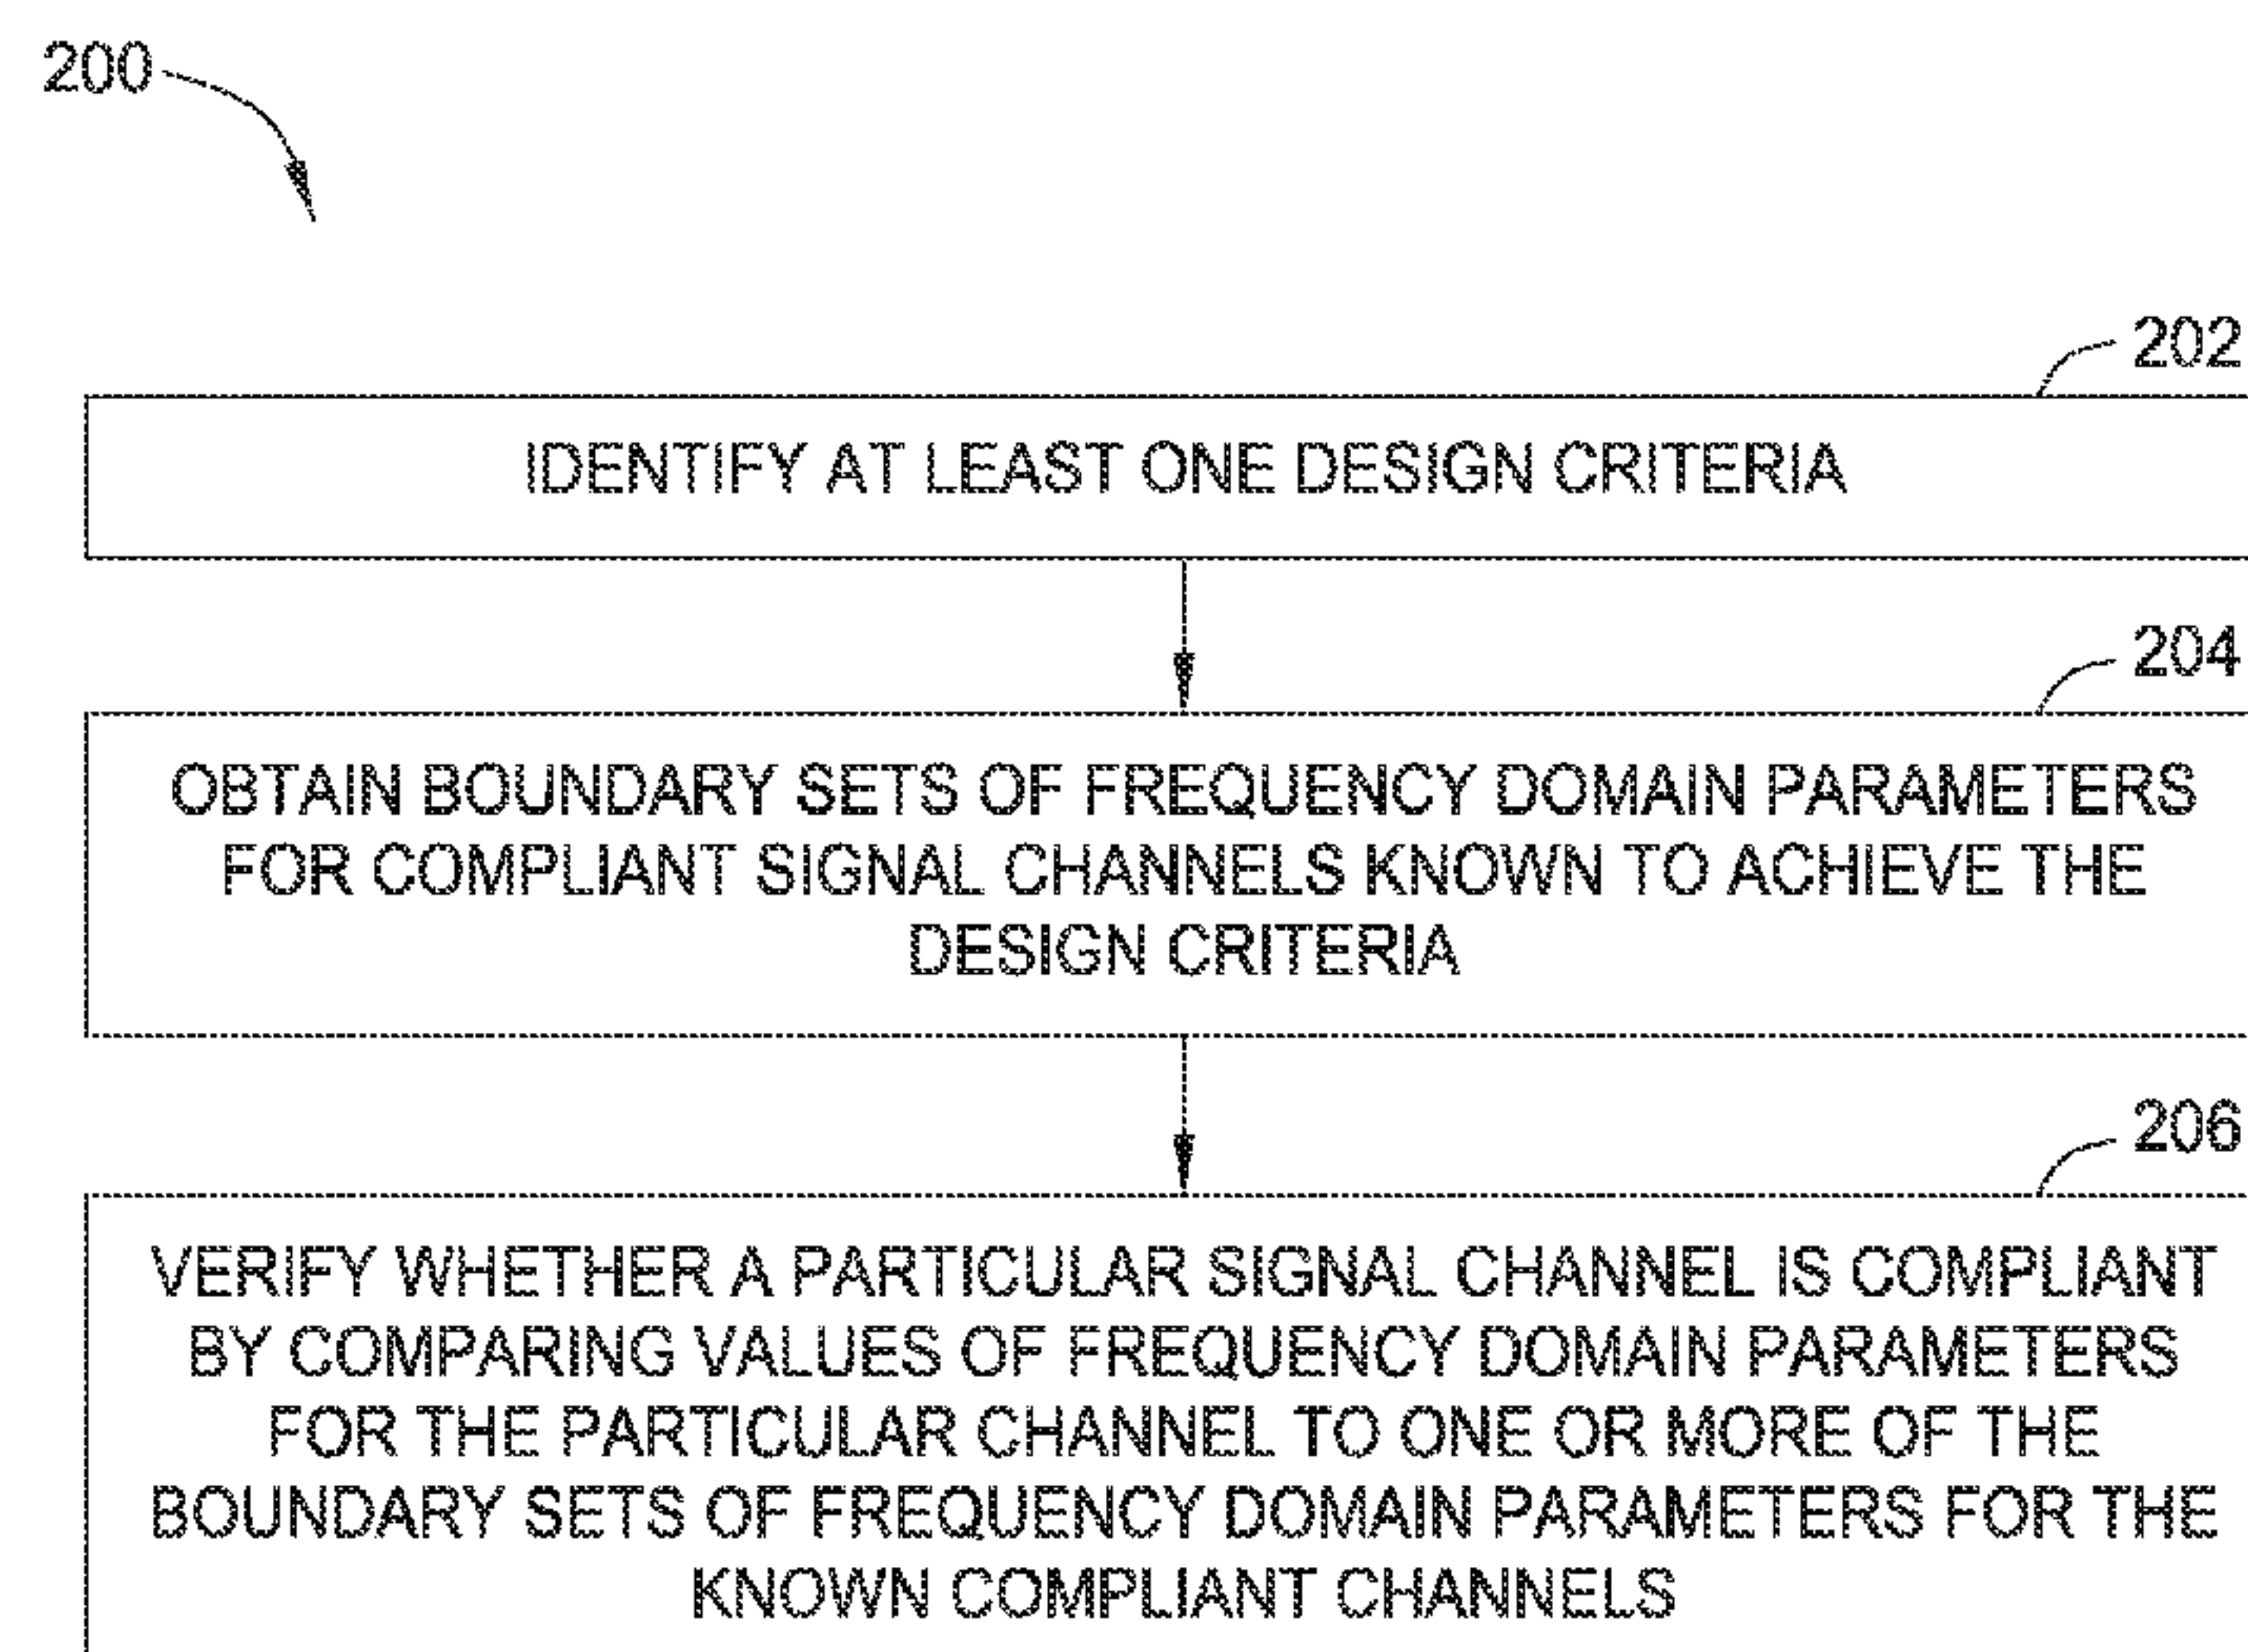 200
202
IDENTIFY AT LEAST ONE DESIGN CRITERIA
204
OBTAIN BOUNDARY SETS OF FREQUENCY DOMAIN PARAMETERS
FOR COMPLIANT SIGNAL CHANNELS KNOWN TO ACHIEVE THE
DESIGN CRITERIA
206
VERIFY WHETHER A PARTICULAR SIGNAL CHANNEL IS COMPLIANT
BY COMPARING VALUES OF FREQUENCY DOMAIN PARAMETERS
FOR THE PARTICULAR CHANNEL TO ONE OR MORE OF THE
BOUNDARY SETS OF FREQUENCY DOMAIN PARAMETERS FOR THE
KNOWN COMPLIANT CHANNELS